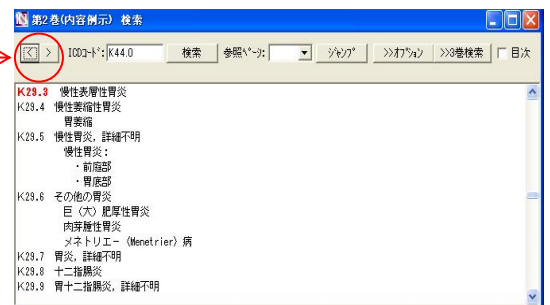 第2巻(内容例示) 検索
< > ICDコード: K44.0 検索 参照ページ: ジャンプ >>オプション >>3巻検索 目次
K29.3 慢性表層性胃炎
K29.4 慢性萎縮性胃炎
胃萎縮
K29.5 慢性胃炎，詳細不明
慢性胃炎：
・前庭部
・胃底部
K29.6 その他の胃炎
巨（大）肥厚性胃炎
肉芽腫性胃炎
メネトリエー（Menetrier）病
K29.7 胃炎，詳細不明
K29.8 十二指腸炎
K29.9 胃十二指腸炎，詳細不明